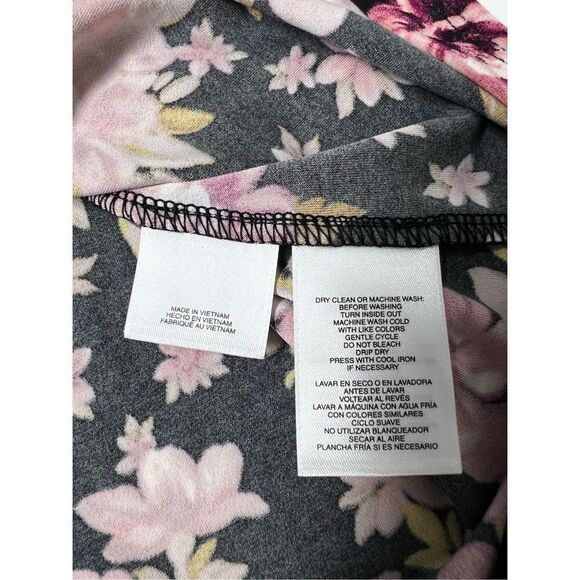 MADE IN VIETNAM
HECHO EN VIETNAM
FABRIQUÉ AU VIETNAM
DRY CLEAN OR MACHINE WASH:
BEFORE WASHING
TURN INSIDE OUT
MACHINE WASH COLD
WITH LIKE COLORS
GENTLE CYCLE
DO NOT BLEACH
DRIP DRY
PRESS WITH COOL IRON
IF NECESSARY
LAVAR EN SECO O EN LAVADORA
ANTES DE LAVAR
VOLTEAR AL REVÉS
LAVAR A MÁQUINA CON AGUA FRÍA
CON COLORES SIMILARES
CICLO SUAVE
NO UTILIZAR BLANQUEADOR
SECAR AL AIRE
PLANCHA FRÍA SI ES NECESARIO